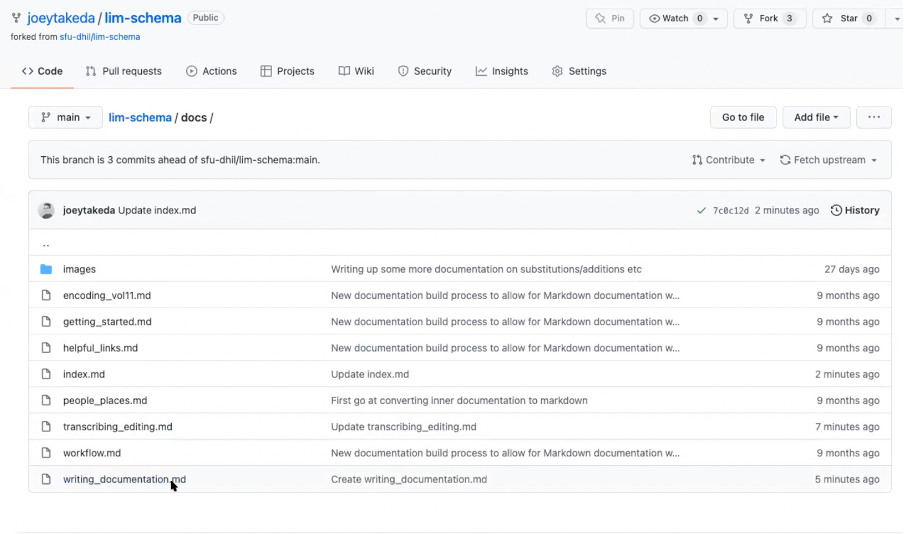 joeytakeda / lim-schema Public
Pin Watch 0 Fork 3 Star 0
forked from sfu-dhil/lim-schema
Code Pull requests Actions Projects Wiki Security Insights Settings
main lim-schema / docs / Go to file Add file ...
This branch is 3 commits ahead of sfu-dhil/lim-schema:main. Contribute Fetch upstream
joeytakeda Update index.md 7c0c12d 2 minutes ago History
..
images Writing up some more documentation on substitutions/additions etc 27 days ago
encoding_vol11.md New documentation build process to allow for Markdown documentation w... 9 months ago
getting_started.md New documentation build process to allow for Markdown documentation w... 9 months ago
helpful_links.md New documentation build process to allow for Markdown documentation w... 9 months ago
index.md Update index.md 2 minutes ago
people_places.md First go at converting inner documentation to markdown 9 months ago
transcribing_editing.md Update transcribing_editing.md 7 minutes ago
workflow.md New documentation build process to allow for Markdown documentation w... 9 months ago
writing_documentation.md Create writing_documentation.md 5 minutes ago